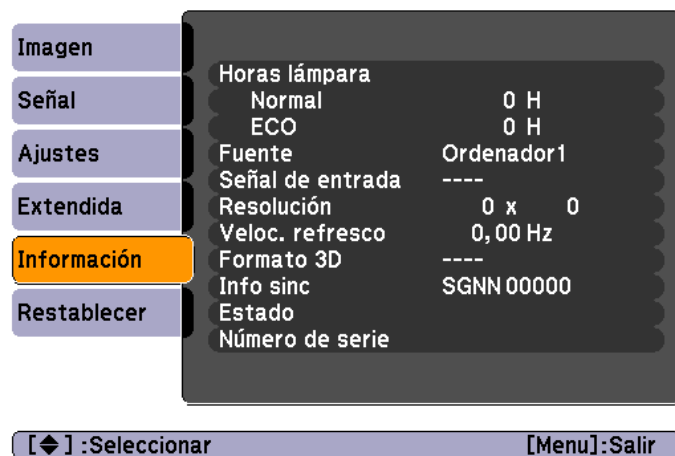 Imagen
Señal
Ajustes
Extendida
Información
Restablecer
Horas lámpara
Normal 0 H
ECO 0 H
Fuente Ordenador1
Señal de entrada ----
Resolución 0 x 0
Veloc. refresco 0,00 Hz
Formato 3D ----
Info sinc SGNN 00000
Estado
Número de serie
[◆] :Seleccionar [Menu]:Salir